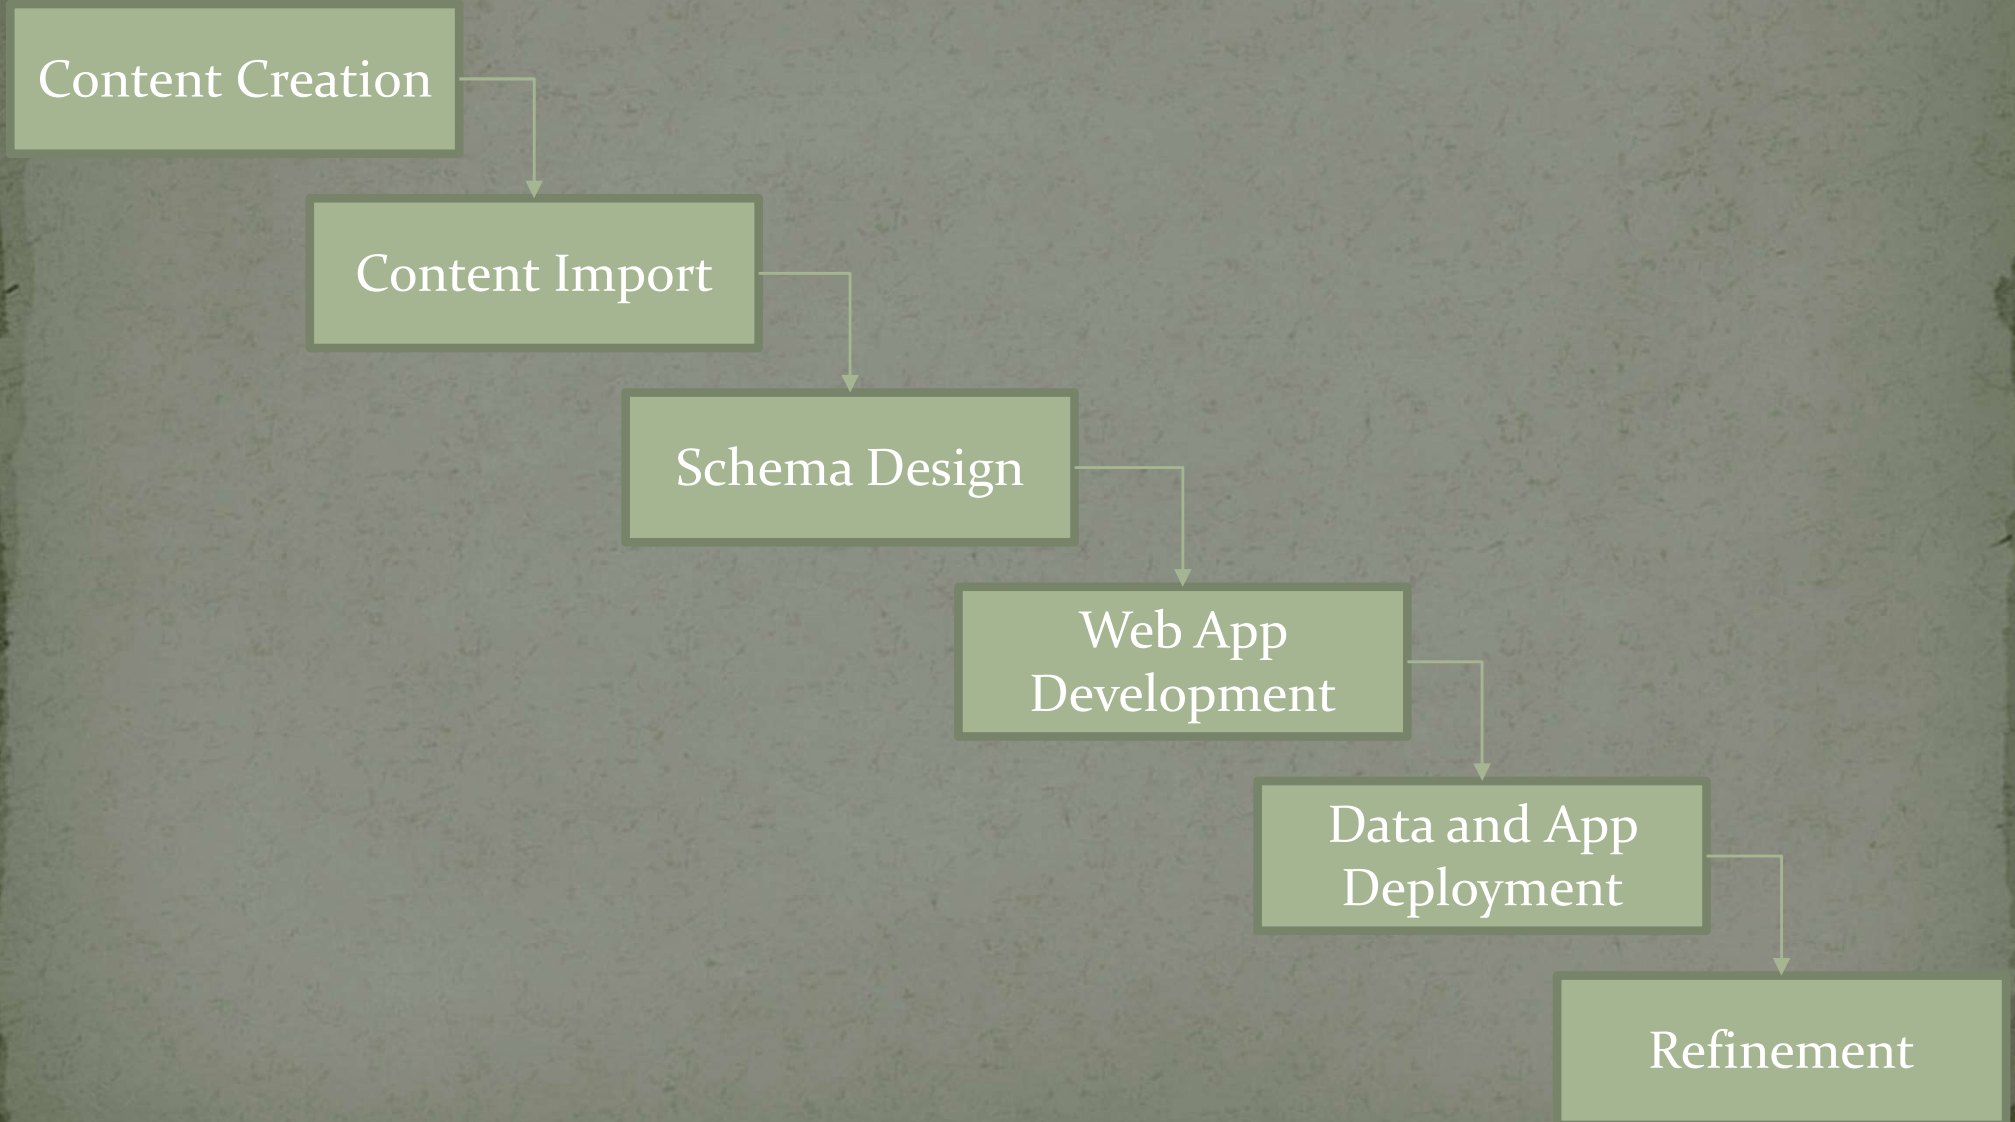 Content Creation
Content Import
Schema Design
Web App
Development
Data and App
Deployment
Refinement